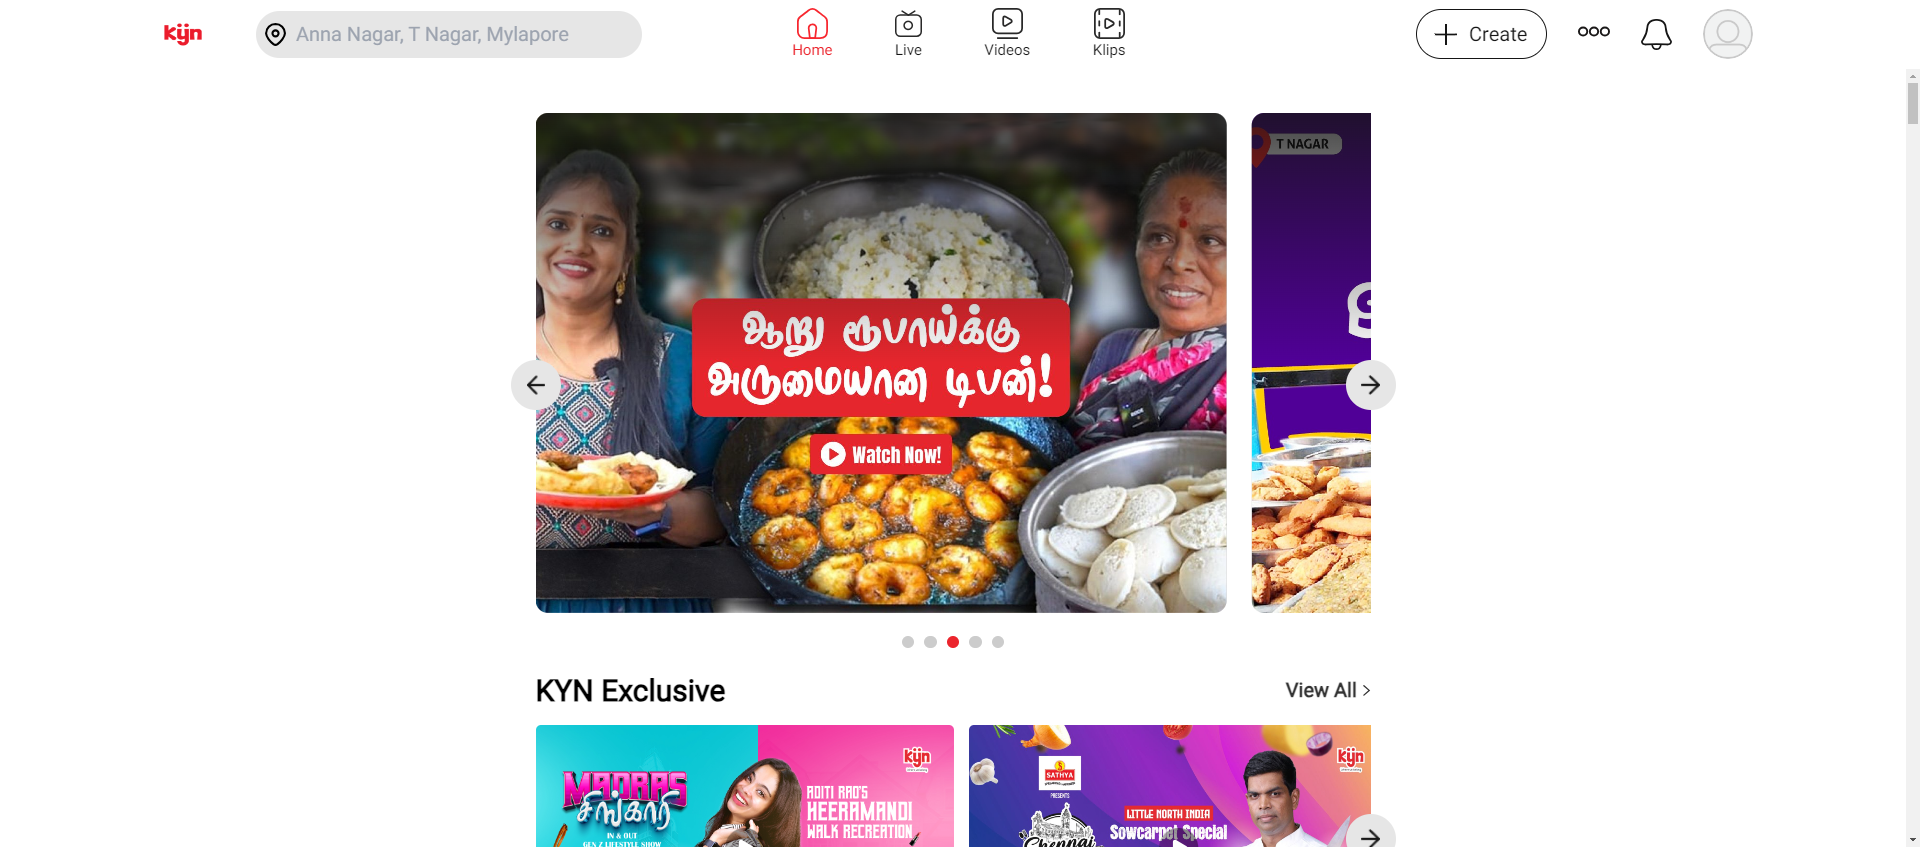 kyn
Anna Nagar, T Nagar, Mylapore
Home
Live
Videos
Klips
Create
T NAGAR
ஆறு ரூபாய்க்கு
அருமையான டிபன்!
Watch Now!
KYN Exclusive
View All
MADRAS
சிங்காரி
IN & OUT
GEN Z LIFESTYLE SHOW
kyn
ADITI RAO'S
HEERAMANDI
WALK RECREATION
S
SATHYA
PRESENTS
Chennai
LITTLE NORTH INDIA
Sowcarpet Special
kyn